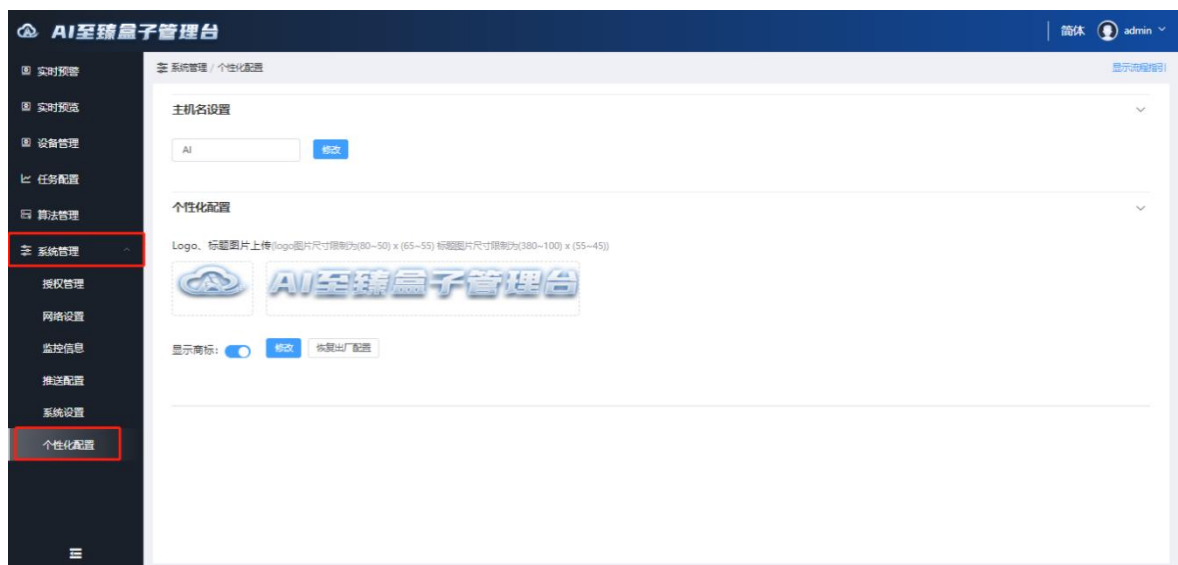 AI至臻盒子管理台
简体 admin
实时预警
系统管理 / 个性化配置
显示流程指引
实时预览
主机名设置
设备管理
AI 修改
任务配置
算法管理
个性化配置
系统管理
Logo、标题图片上传(logo图片尺寸限制为(80~50) x (65~55) 标题图片尺寸限制为(380~100) x (55~45))
授权管理
AI至臻盒子管理台
网络设置
监控信息
显示商标： 修改 恢复出厂配置
推送配置
系统设置
个性化配置